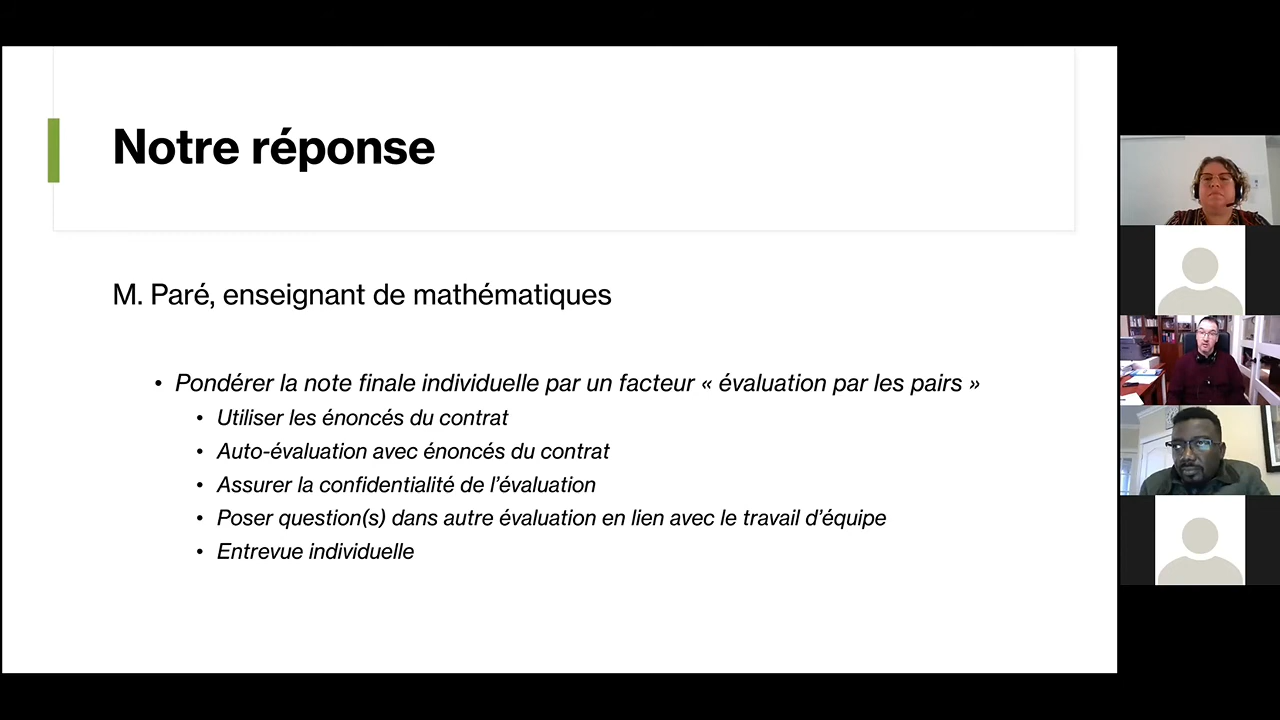 Notre réponse
M. Paré, enseignant de mathématiques
• Pondérer la note finale individuelle par un facteur « évaluation par les pairs »
• Utiliser les énoncés du contrat
• Auto-évaluation avec énoncés du contrat
• Assurer la confidentialité de l'évaluation
• Poser question(s) dans autre évaluation en lien avec le travail d'équipe
• Entrevue individuelle